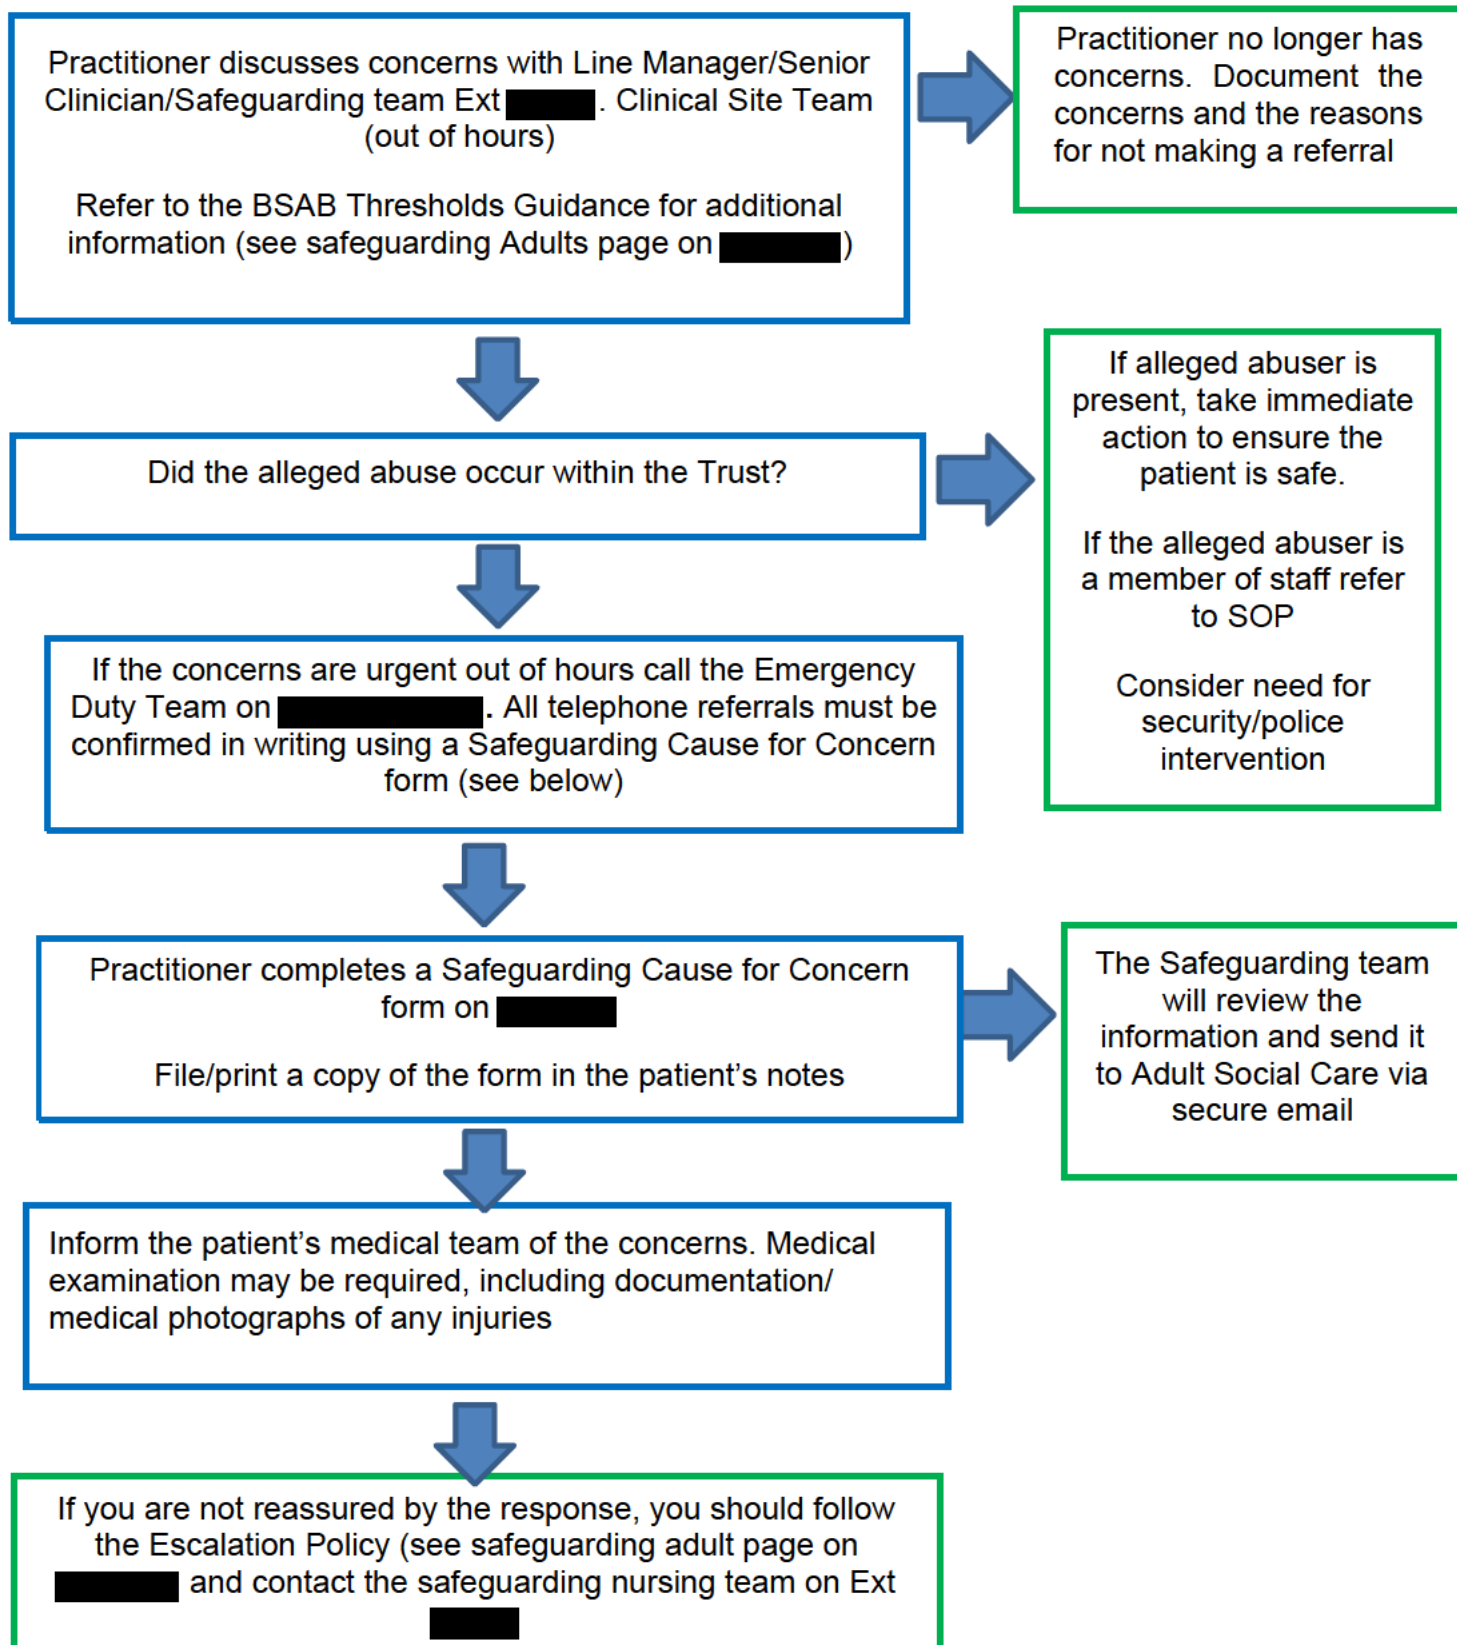 Practitioner discusses concerns with Line Manager/Senior
Clinician/Safeguarding team Ext . Clinical Site Team
(out of hours)
Refer to the BSAB Thresholds Guidance for additional
information (see safeguarding Adults page on )
Practitioner no longer has
concerns. Document the
concerns and the reasons
for not making a referral
Did the alleged abuse occur within the Trust?
If alleged abuser is
present, take immediate
action to ensure the
patient is safe.
If the alleged abuser is
a member of staff refer
to SOP
Consider need for
security/police
intervention
If the concerns are urgent out of hours call the Emergency
Duty Team on . All telephone referrals must be
confirmed in writing using a Safeguarding Cause for Concern
form (see below)
Practitioner completes a Safeguarding Cause for Concern
form on
File/print a copy of the form in the patient’s notes
The Safeguarding team
will review the
information and send it
to Adult Social Care via
secure email
Inform the patient’s medical team of the concerns. Medical
examination may be required, including documentation/
medical photographs of any injuries
If you are not reassured by the response, you should follow
the Escalation Policy (see safeguarding adult page on
and contact the safeguarding nursing team on Ext